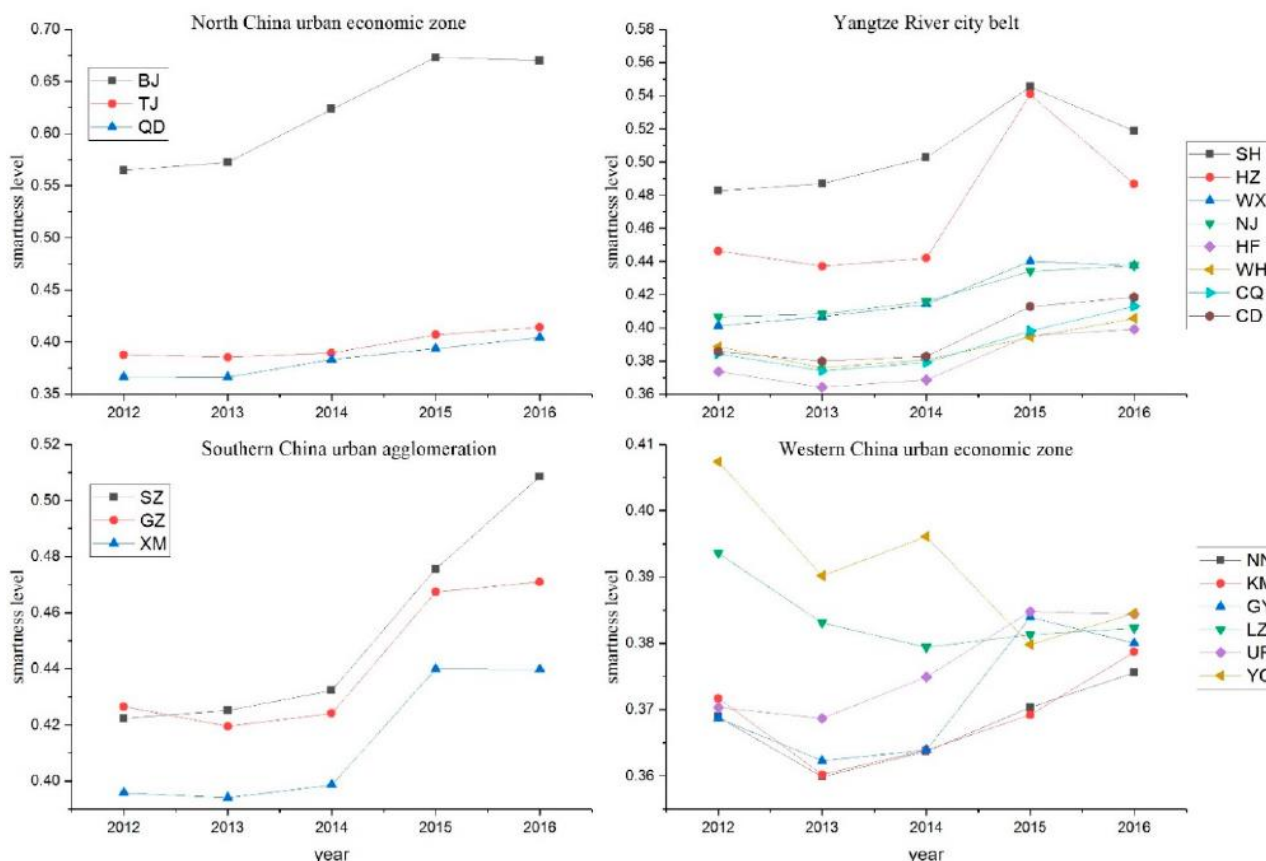 North China urban economic zone
smartness level
0.70
0.65
0.60
0.55
0.50
0.45
0.40
0.35
BJ
TJ
QD
2012 2013 2014 2015 2016
Yangtze River city belt
smartness level
0.58
0.56
0.54
0.52
0.50
0.48
0.46
0.44
0.42
0.40
0.38
0.36
SH
HZ
WX
NJ
HF
WH
CQ
CD
2012 2013 2014 2015 2016
Southern China urban agglomeration
smartness level
0.52
0.50
0.48
0.46
0.44
0.42
0.40
SZ
GZ
XM
2012 2013 2014 2015 2016
year
Western China urban economic zone
smartness level
0.41
0.40
0.39
0.38
0.37
0.36
KM
GY
LZ
2012 2013 2014 2015 2016
year